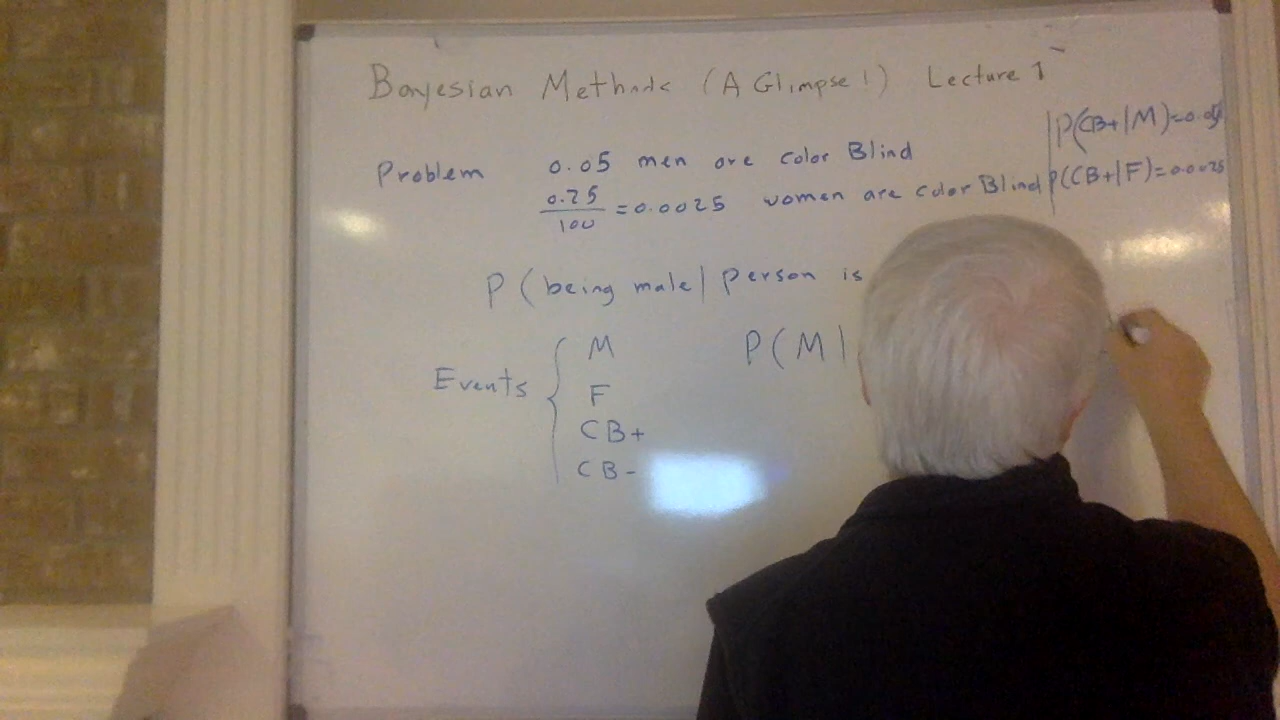 Bayesian Methods (A Glimpse!) Lecture 1
Problem 0.05 men are color Blind
0.25
100
=0.0025 women are color Blind
P(CB+|M)=0.05
P(CB+|F)=0.0025
P(being male| person is
Events { M P(M|
F
CB+
CB-